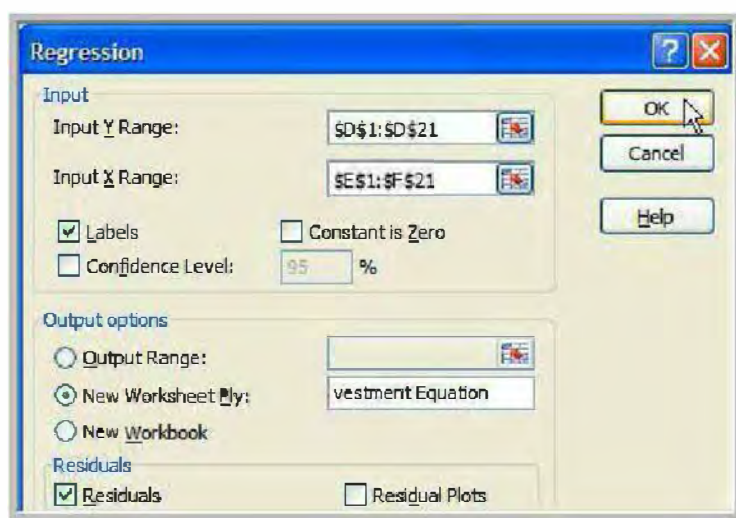 Regression
Input
Input Y Range: $D$1:$D$21
OK
Input X Range: $E$1:$F$21
Cancel
Labels Constant is Zero
Help
Confidence Level: 95 %
Output options
Output Range:
New Worksheet Ply: vestment Equation
New Workbook
Residuals
Residuals Residual Plots